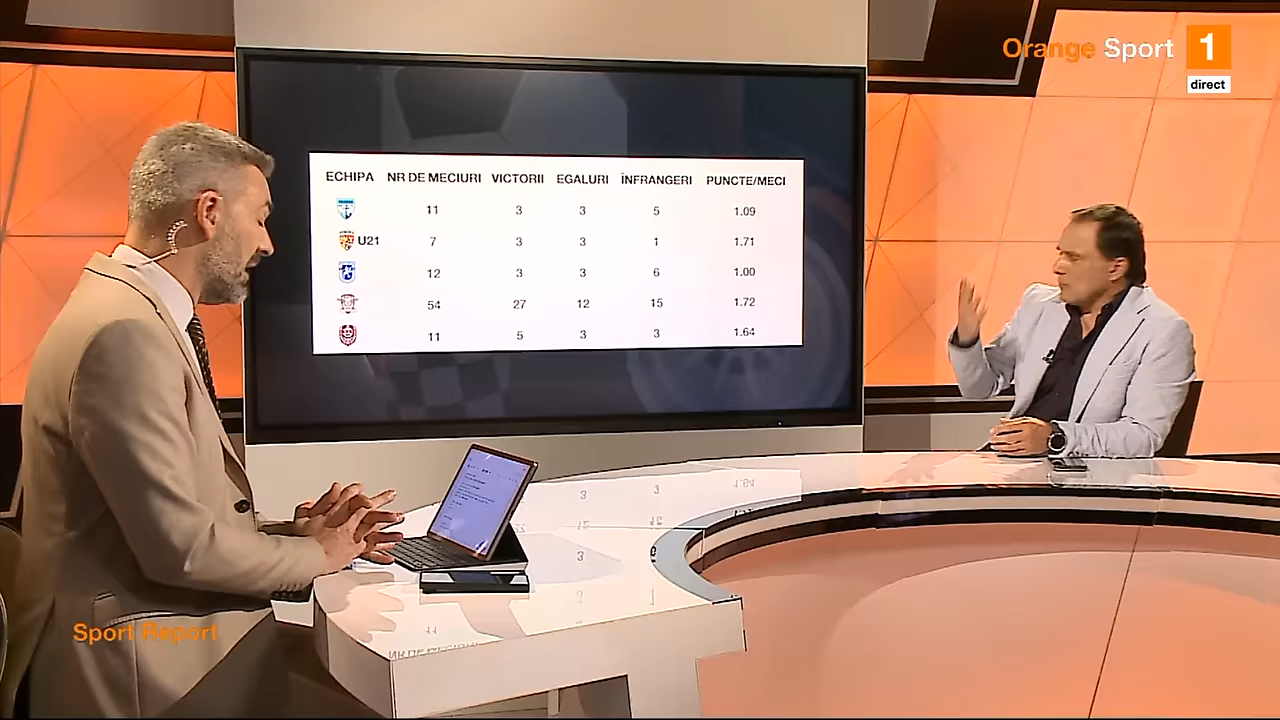 Orange Sport 1
direct
ECHIPA NR DE MECIURI VICTORII EGALURI ÎNFRANGERI PUNCTE/MECI
11 3 3 5 1.09
U21 7 3 3 1 1.71
12 3 3 6 1.00
54 27 12 15 1.72
11 5 3 3 1.64
Sport Report